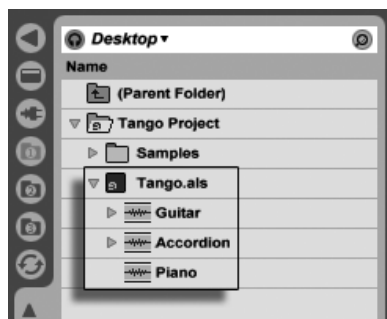 Desktop
Name
(Parent Folder)
Tango Project
Samples
Tango.als
Guitar
Accordion
Piano